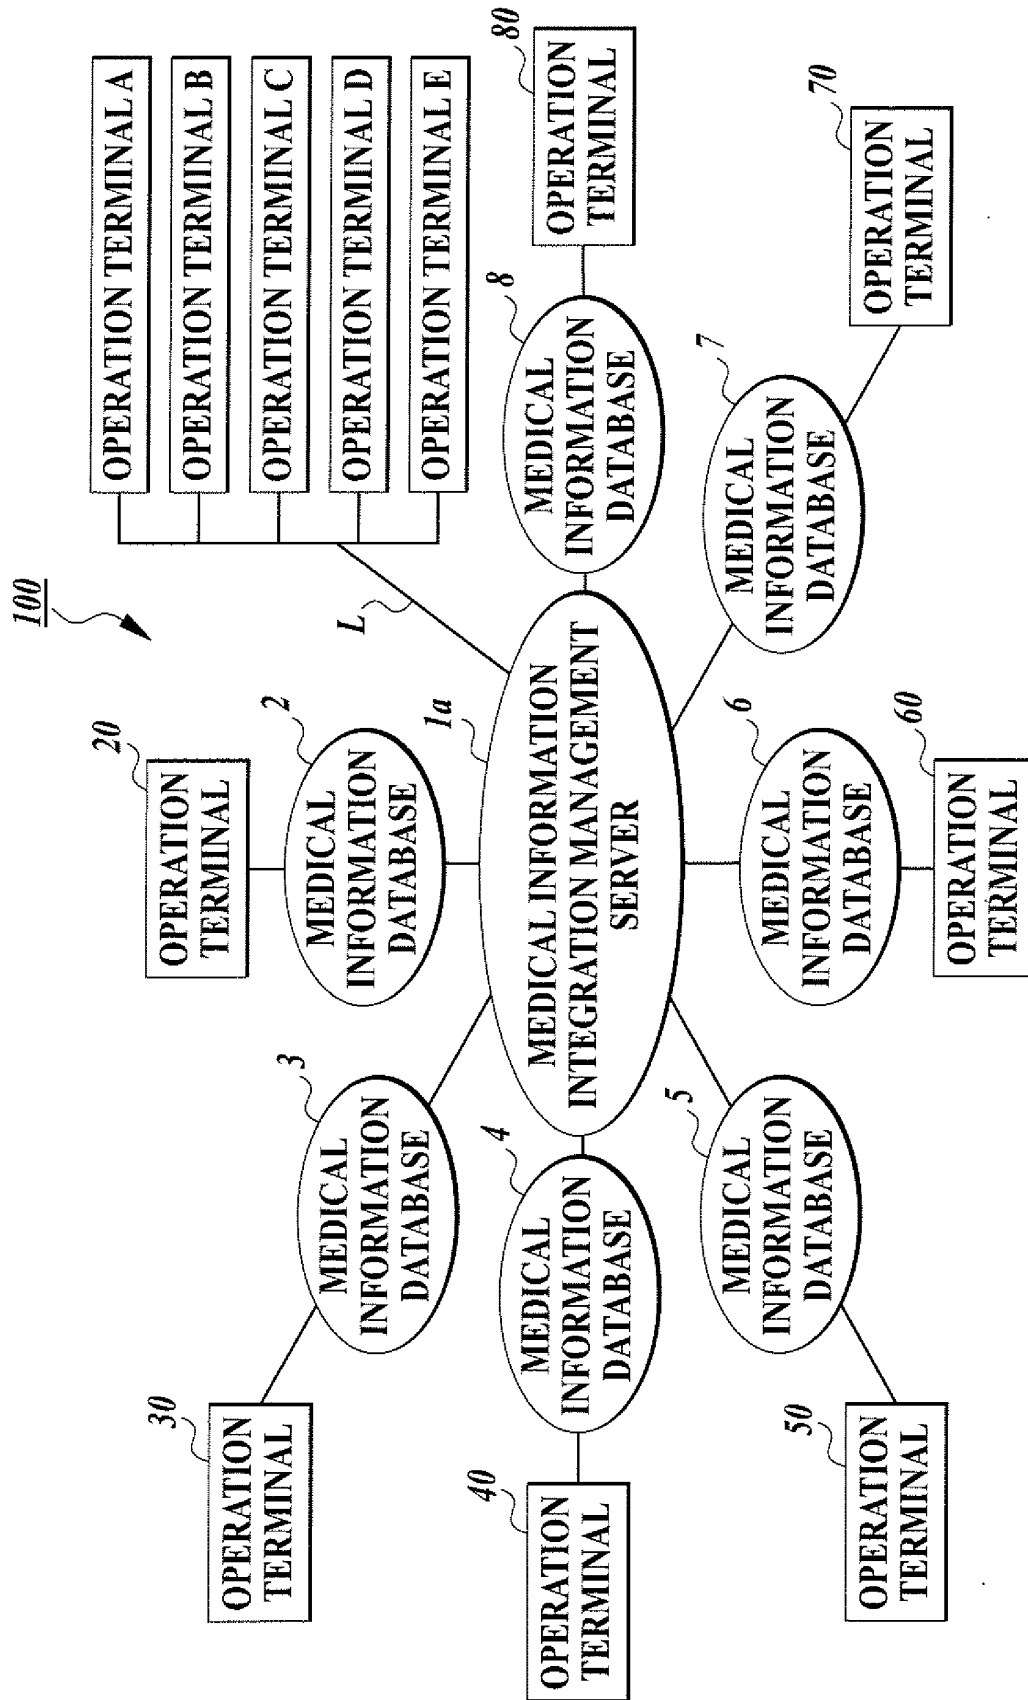 100
OPERATION TERMINAL A
OPERATION TERMINAL B
OPERATION TERMINAL C
OPERATION TERMINAL D
OPERATION TERMINAL E
L
20
OPERATION
TERMINAL
2
MEDICAL
INFORMATION
DATABASE
30
OPERATION
TERMINAL
3
MEDICAL
INFORMATION
DATABASE
1a
MEDICAL INFORMATION
INTEGRATION MANAGEMENT
SERVER
40
OPERATION
TERMINAL
4
MEDICAL
INFORMATION
DATABASE
8
MEDICAL
INFORMATION
DATABASE
80
OPERATION
TERMINAL
50
OPERATION
TERMINAL
5
MEDICAL
INFORMATION
DATABASE
6
MEDICAL
INFORMATION
DATABASE
60
OPERATION
TERMINAL
7
MEDICAL
INFORMATION
DATABASE
70
OPERATION
TERMINAL